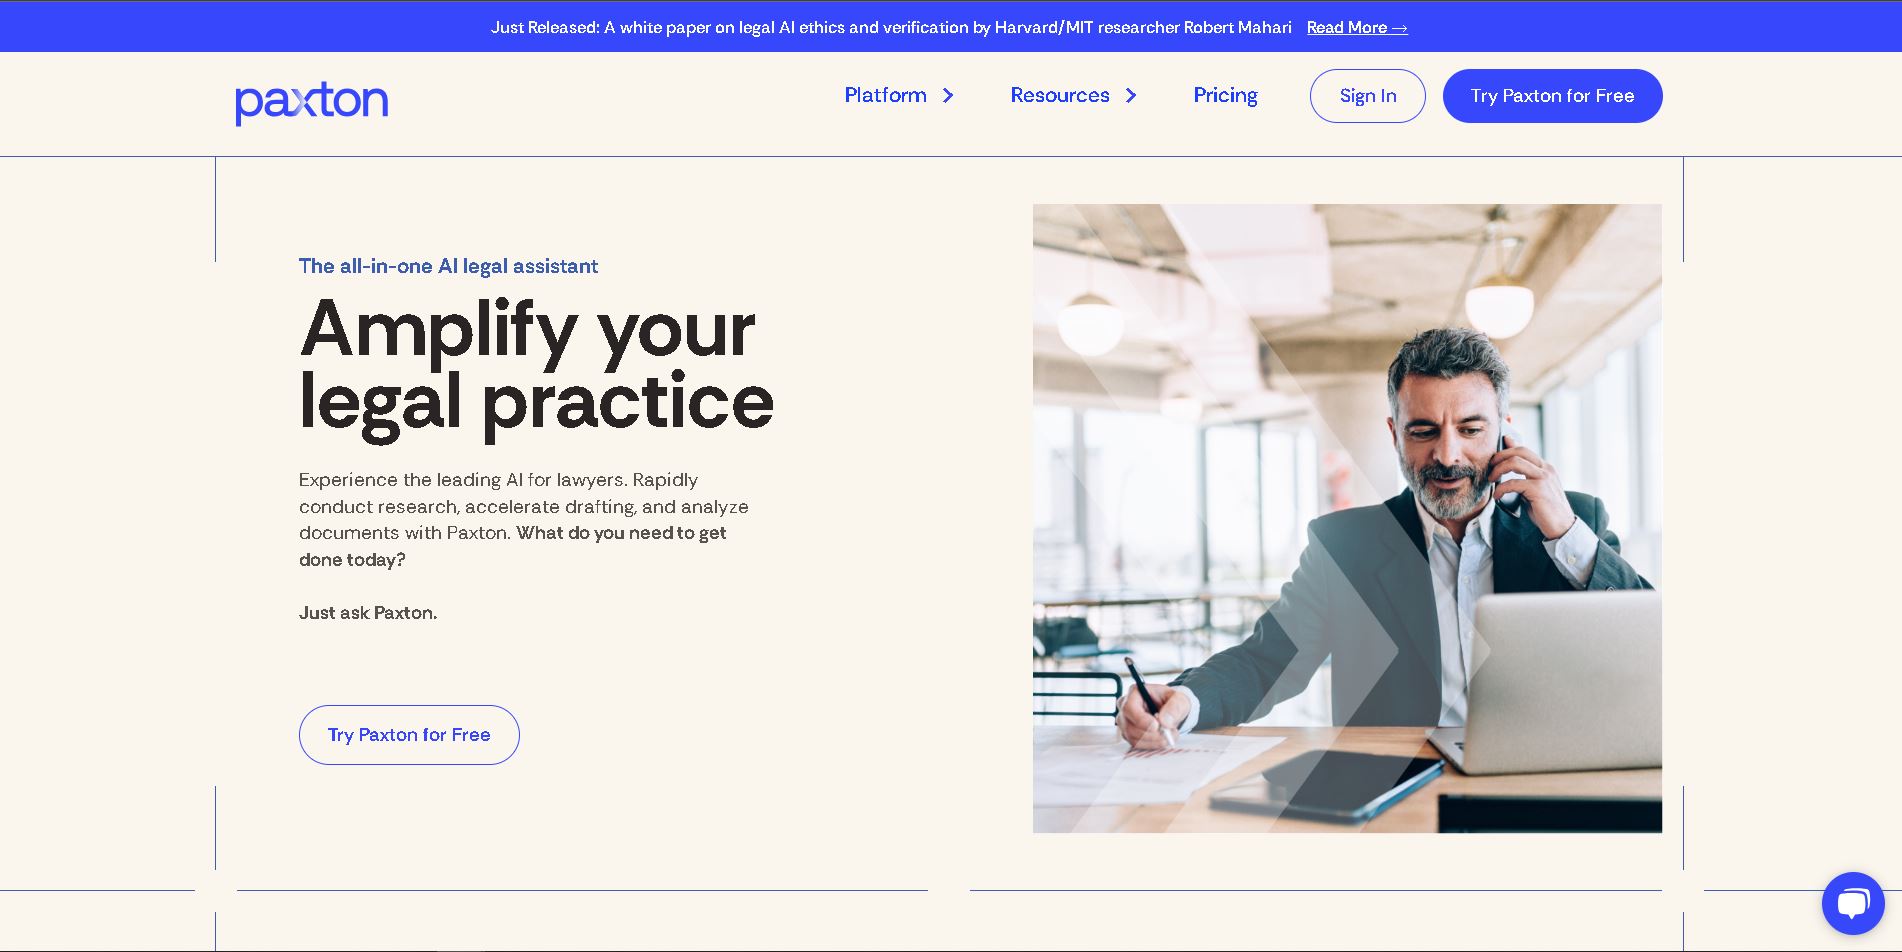 Just Released: A white paper on legal AI ethics and verification by Harvard/MIT researcher Robert Mahari Read More →
paxton
Platform
Resources
Pricing
Sign In
Try Paxton for Free
The all-in-one AI legal assistant
Amplify your
legal practice
Experience the leading AI for lawyers. Rapidly
conduct research, accelerate drafting, and analyze
documents with Paxton. What do you need to get
done today?
Just ask Paxton.
Try Paxton for Free